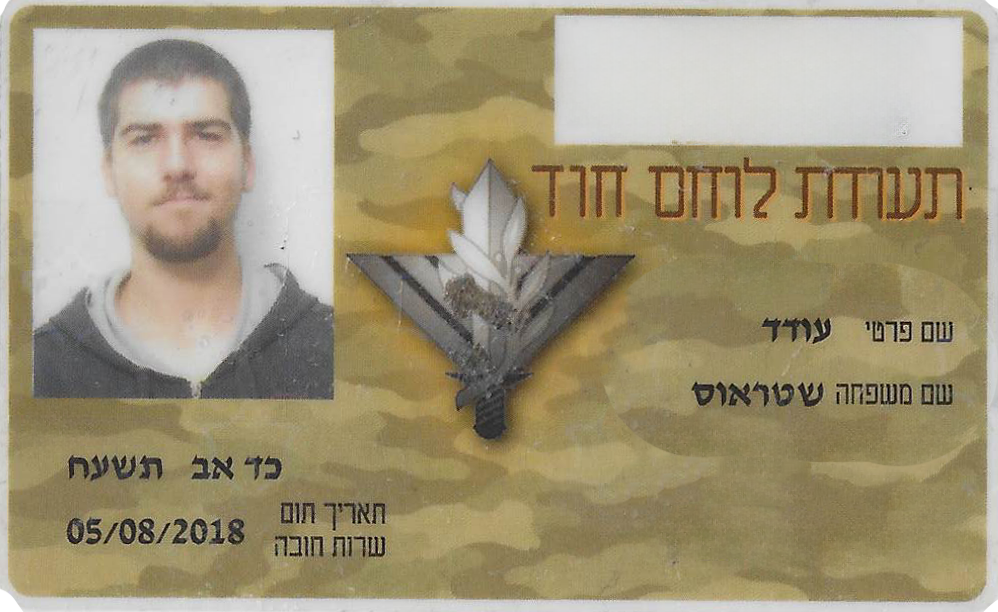 תעודת לוחם חוד
שם פרטי עודד
שם משפחה שטראוס
כד אב תשעח
תאריך תום
שרות חובה
05/08/2018